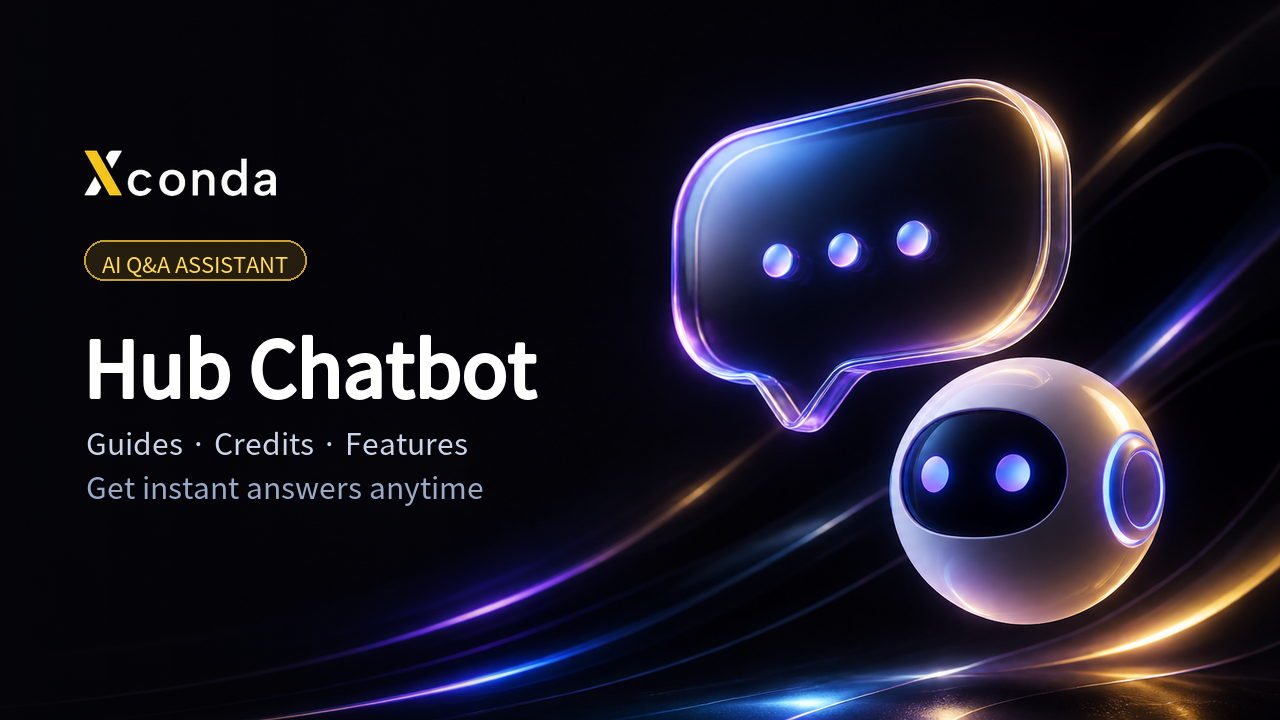 Xconda
AI Q&A ASSISTANT
Hub Chatbot
Guides · Credits · Features
Get instant answers anytime